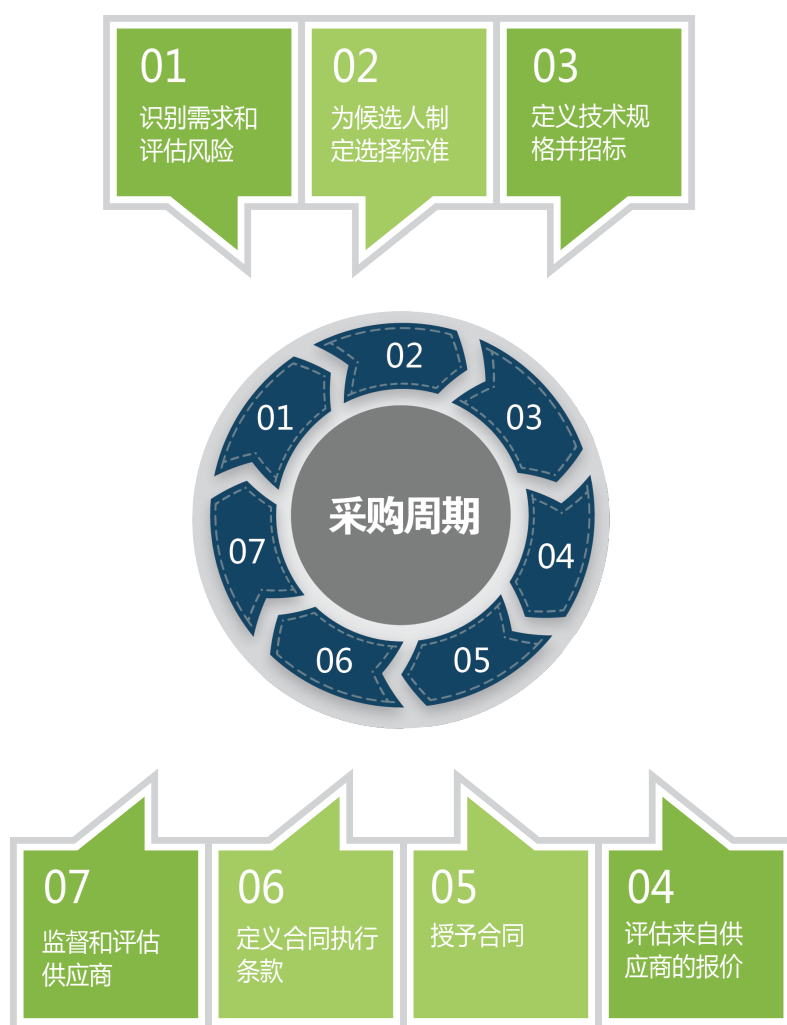 01
识别需求和
评估风险
02
为候选人制
定选择标准
03
定义技术规
格并招标
02
01
03
采购周期
07
04
06
05
07
监督和评估
供应商
06
定义合同执行
条款
05
授予合同
04
评估来自供
应商的报价